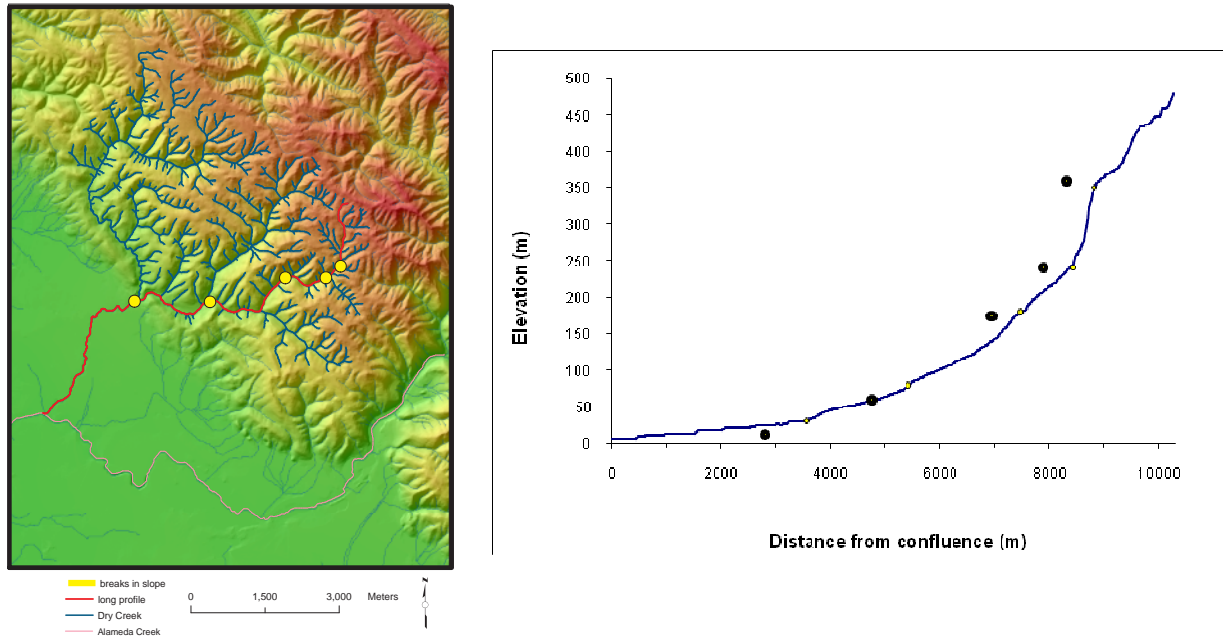 breaks in slope
long profile
Dry Creek
Alameda Creek
0 1,500 3,000 Meters
N
500
450
400
350
300
250
200
150
100
50
0
Elevation (m)
0 2000 4000 6000 8000 10000
Distance from confluence (m)